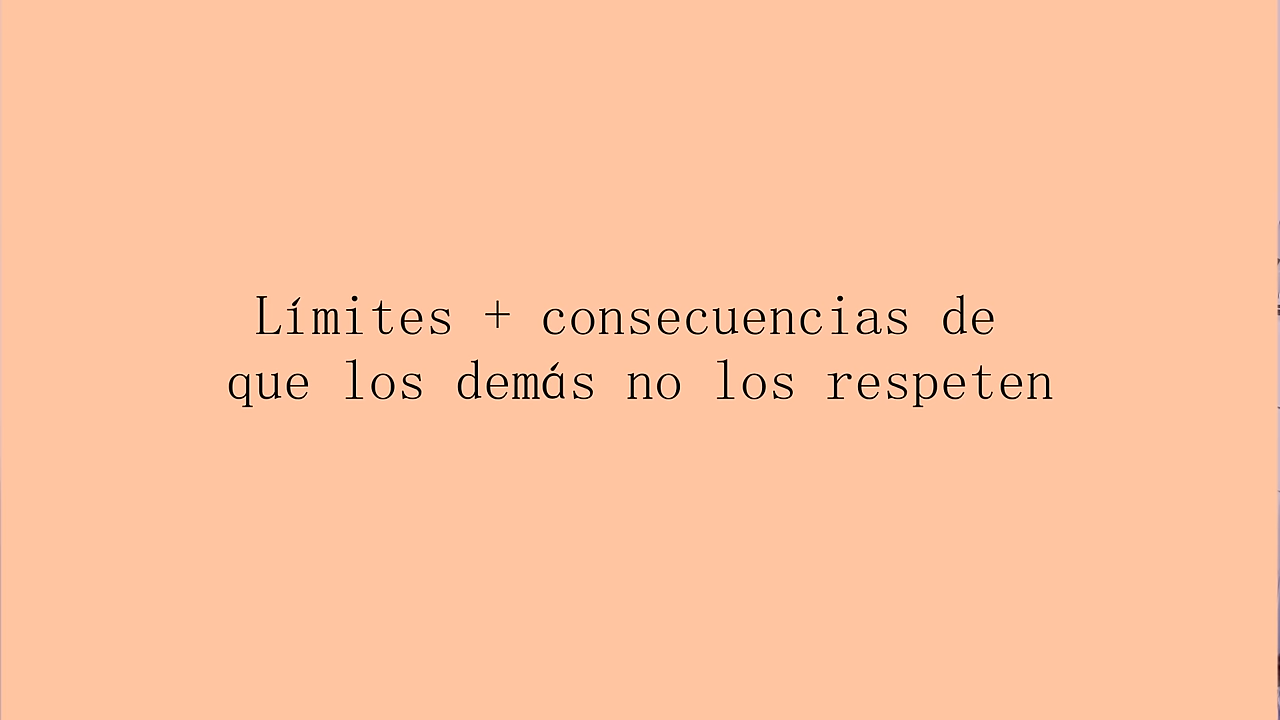 Límites + consecuencias de
que los demás no los respeten